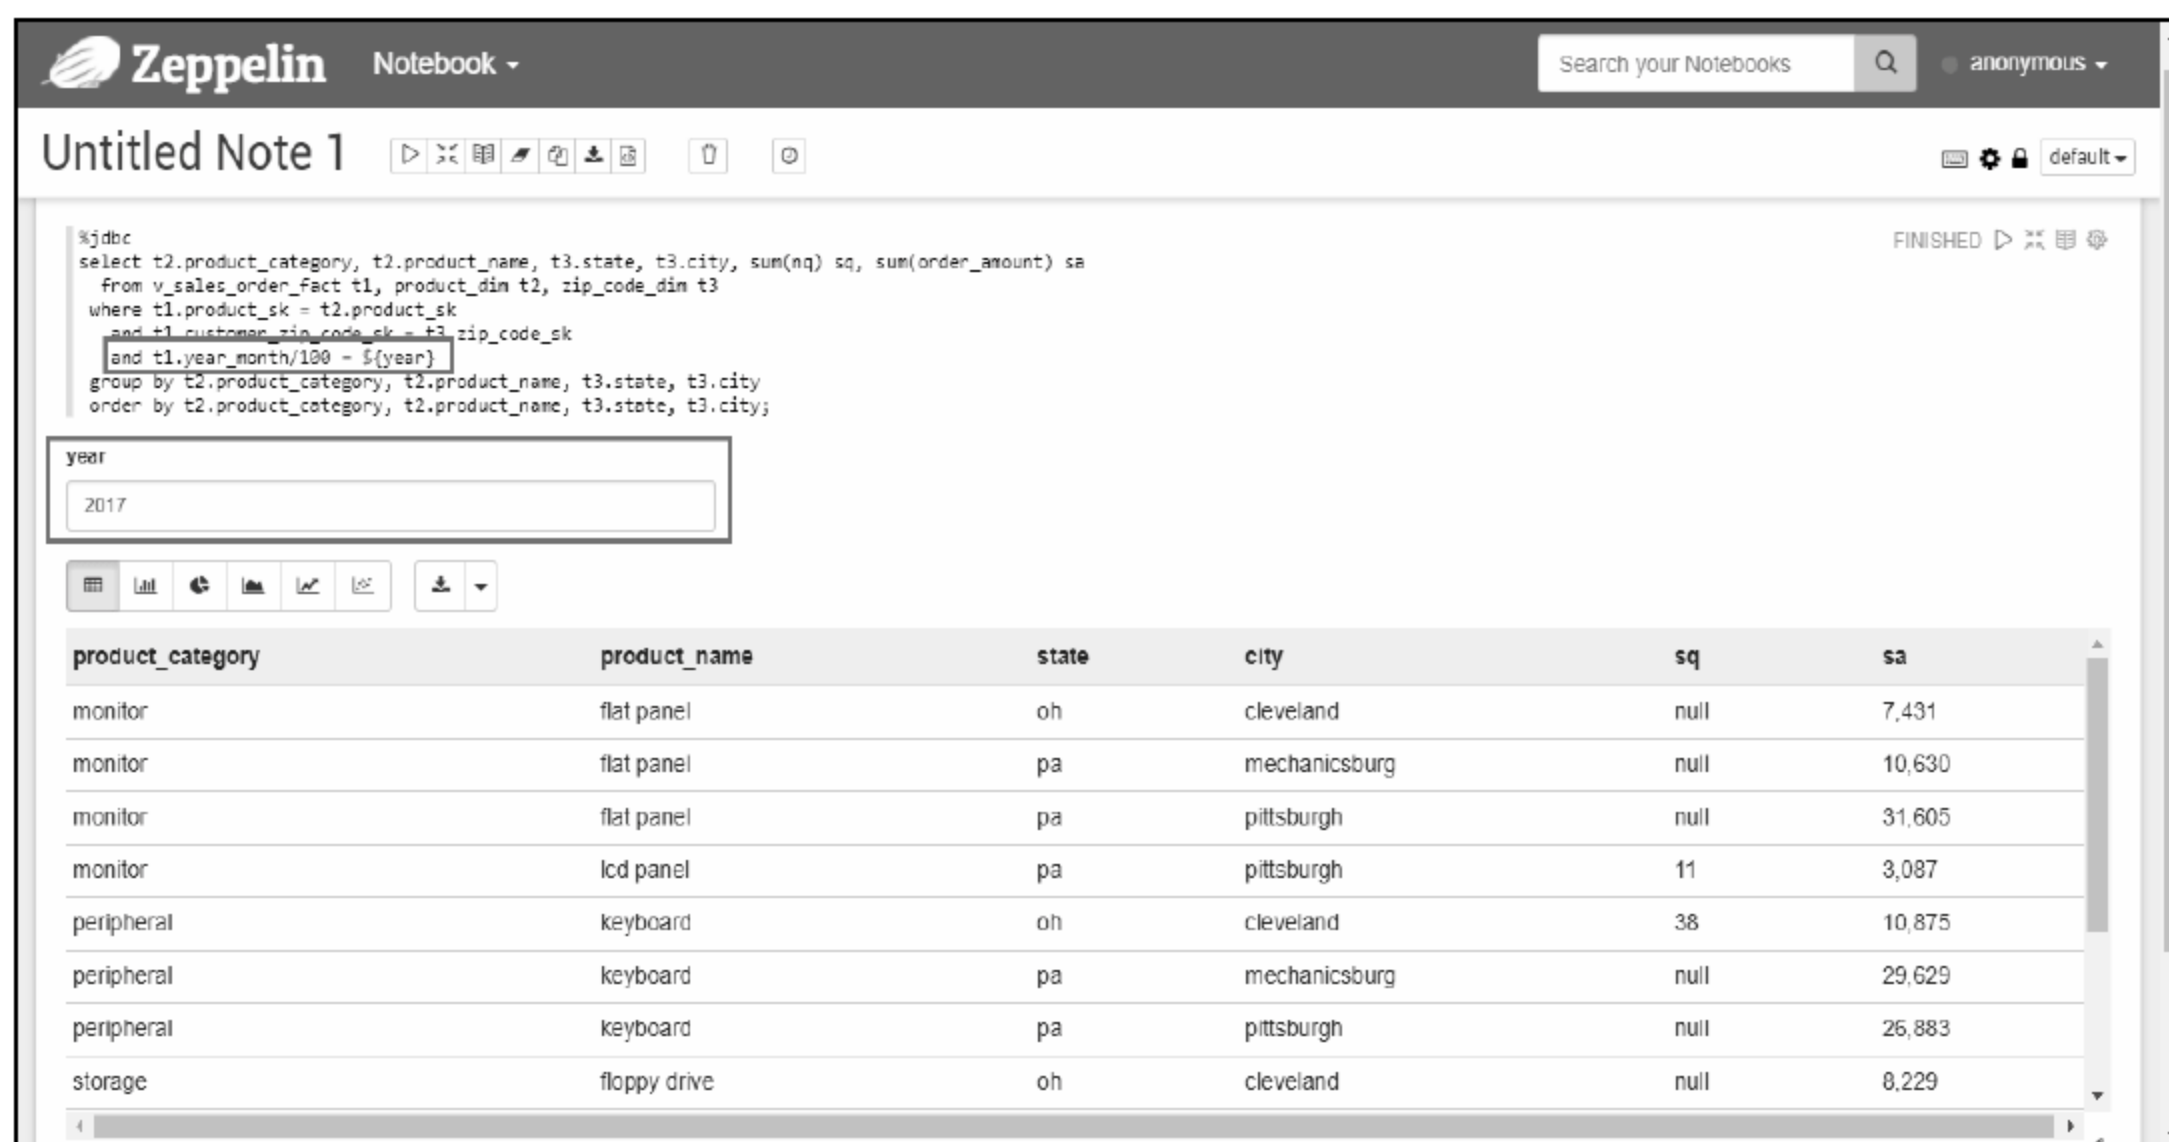 Zeppelin Notebook Search your Notebooks anonymous
Untitled Note 1 default
%jdbc FINISHED
select t2.product_category, t2.product_name, t3.state, t3.city, sum(nq) sq, sum(order_amount) sa
from v_sales_order_fact t1, product_dim t2, zip_code_dim t3
where t1.product_sk = t2.product_sk
and t1.customer_zip_code_sk = t3.zip_code_sk
and t1.year_month/100 = ${year}
group by t2.product_category, t2.product_name, t3.state, t3.city
order by t2.product_category, t2.product_name, t3.state, t3.city;
year
2017
product_category product_name state city sq sa
monitor flat panel oh cleveland null 7,431
monitor flat panel pa mechanicsburg null 10,630
monitor flat panel pa pittsburgh null 31,605
monitor lcd panel pa pittsburgh 11 3,087
peripheral keyboard oh cleveland 38 10,875
peripheral keyboard pa mechanicsburg null 29,629
peripheral keyboard pa pittsburgh null 26,883
storage floppy drive oh cleveland null 8,229